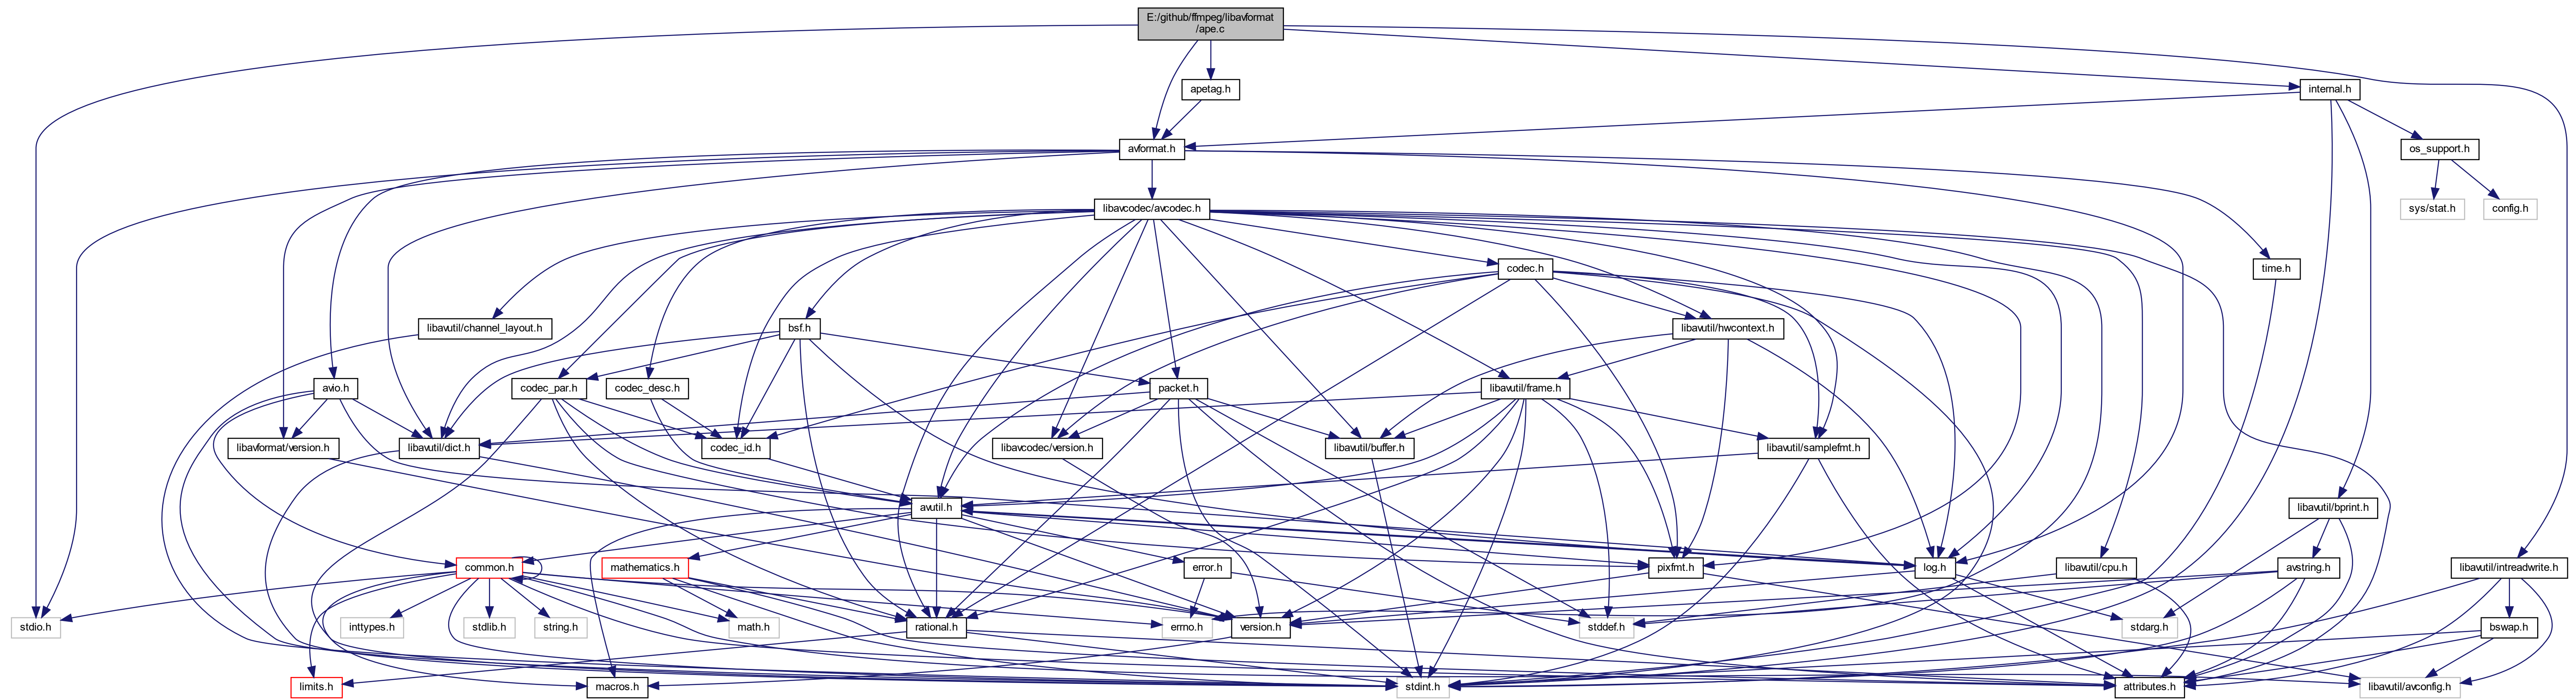 E:/github/ffmpeg/libavformat
/ape.c
apetag.h
internal.h
avformat.h
os_support.h
libavcodec/avcodec.h
sys/stat.h
config.h
codec.h
time.h
libavutil/channel_layout.h
bsf.h
libavutil/hwcontext.h
avio.h
codec_par.h
codec_desc.h
packet.h
libavutil/frame.h
libavformat/version.h
libavutil/dict.h
codec_id.h
libavcodec/version.h
libavutil/buffer.h
libavutil/samplefmt.h
avutil.h
libavutil/bprint.h
common.h
mathematics.h
error.h
pixfmt.h
log.h
libavutil/cpu.h
avstring.h
libavutil/intreadwrite.h
stdio.h
inttypes.h
stdlib.h
string.h
math.h
rational.h
errno.h
version.h
stddef.h
stdarg.h
bswap.h
limits.h
macros.h
stdint.h
attributes.h
libavutil/avconfig.h